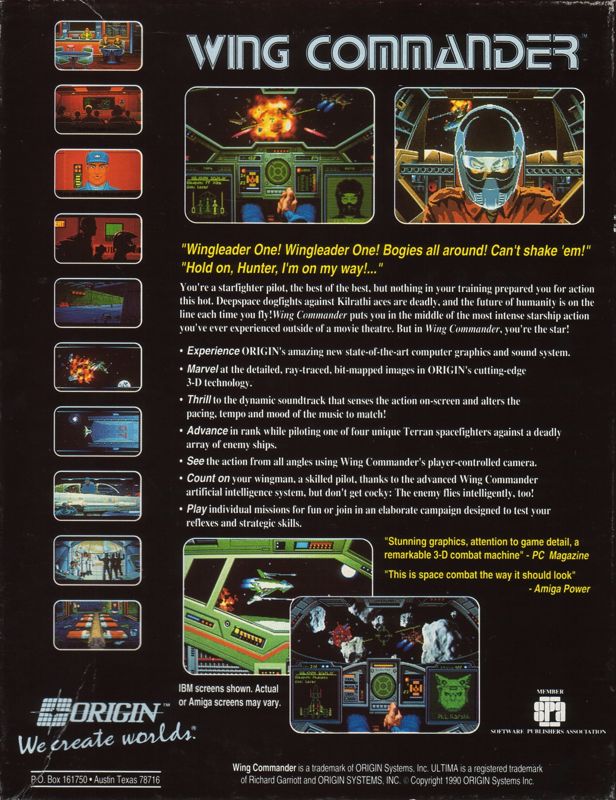 WING COMMANDER™
"Wingleader One! Wingleader One! Bogies all around! Can't shake 'em!"
"Hold on, Hunter, I'm on my way!..."
You're a starfighter pilot, the best of the best, but nothing in your training prepared you for action
this hot. Deepspace dogfights against Kilrathi aces are deadly, and the future of humanity is on the
line each time you fly! Wing Commander puts you in the middle of the most intense starship action
you've ever experienced outside of a movie theatre. But in Wing Commander, you're the star!
• Experience ORIGIN's amazing new state-of-the-art computer graphics and sound system.
• Marvel at the detailed, ray-traced, bit-mapped images in ORIGIN's cutting-edge
3-D technology.
• Thrill to the dynamic soundtrack that senses the action on-screen and alters the
pacing, tempo and mood of the music to match!
• Advance in rank while piloting one of four unique Terran spacefighters against a deadly
array of enemy ships.
• See the action from all angles using Wing Commander's player-controlled camera.
• Count on your wingman, a skilled pilot, thanks to the advanced Wing Commander
artificial intelligence system, but don't get cocky: The enemy flies intelligently, too!
• Play individual missions for fun or join in an elaborate campaign designed to test your
reflexes and strategic skills.
"Stunning graphics, attention to game detail, a
remarkable 3-D combat machine" - PC Magazine
"This is space combat the way it should look"
- Amiga Power
IBM screens shown. Actual
or Amiga screens may vary.
ORIGIN™
We create worlds.®
P.O. Box 161750 • Austin Texas 78716
MEMBER
SPA
SOFTWARE PUBLISHERS ASSOCIATION
Wing Commander is a trademark of ORIGIN Systems, Inc. ULTIMA is a registered trademark
of Richard Garriott and ORIGIN SYSTEMS, INC. © Copyright 1990 ORIGIN Systems Inc.